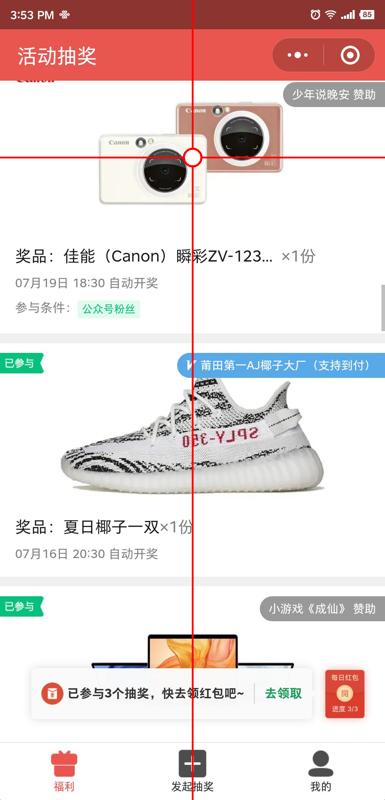 3:53 PM
85
活动抽奖
Canon
少年说晚安 赞助
Canon
Canon
奖品：佳能（Canon）瞬彩ZV-123... ×1份
07月19日 18:30 自动开奖
参与条件： 公众号粉丝
已参与
莆田第一AJ椰子大厂（支持到付）
SPLY-350
奖品：夏日椰子一双×1份
07月16日 20:30 自动开奖
已参与
小游戏《成仙》 赞助
已参与3个抽奖，快去领红包吧~ 去领取
每日红包
進度 3/3
福利
发起抽奖
我的